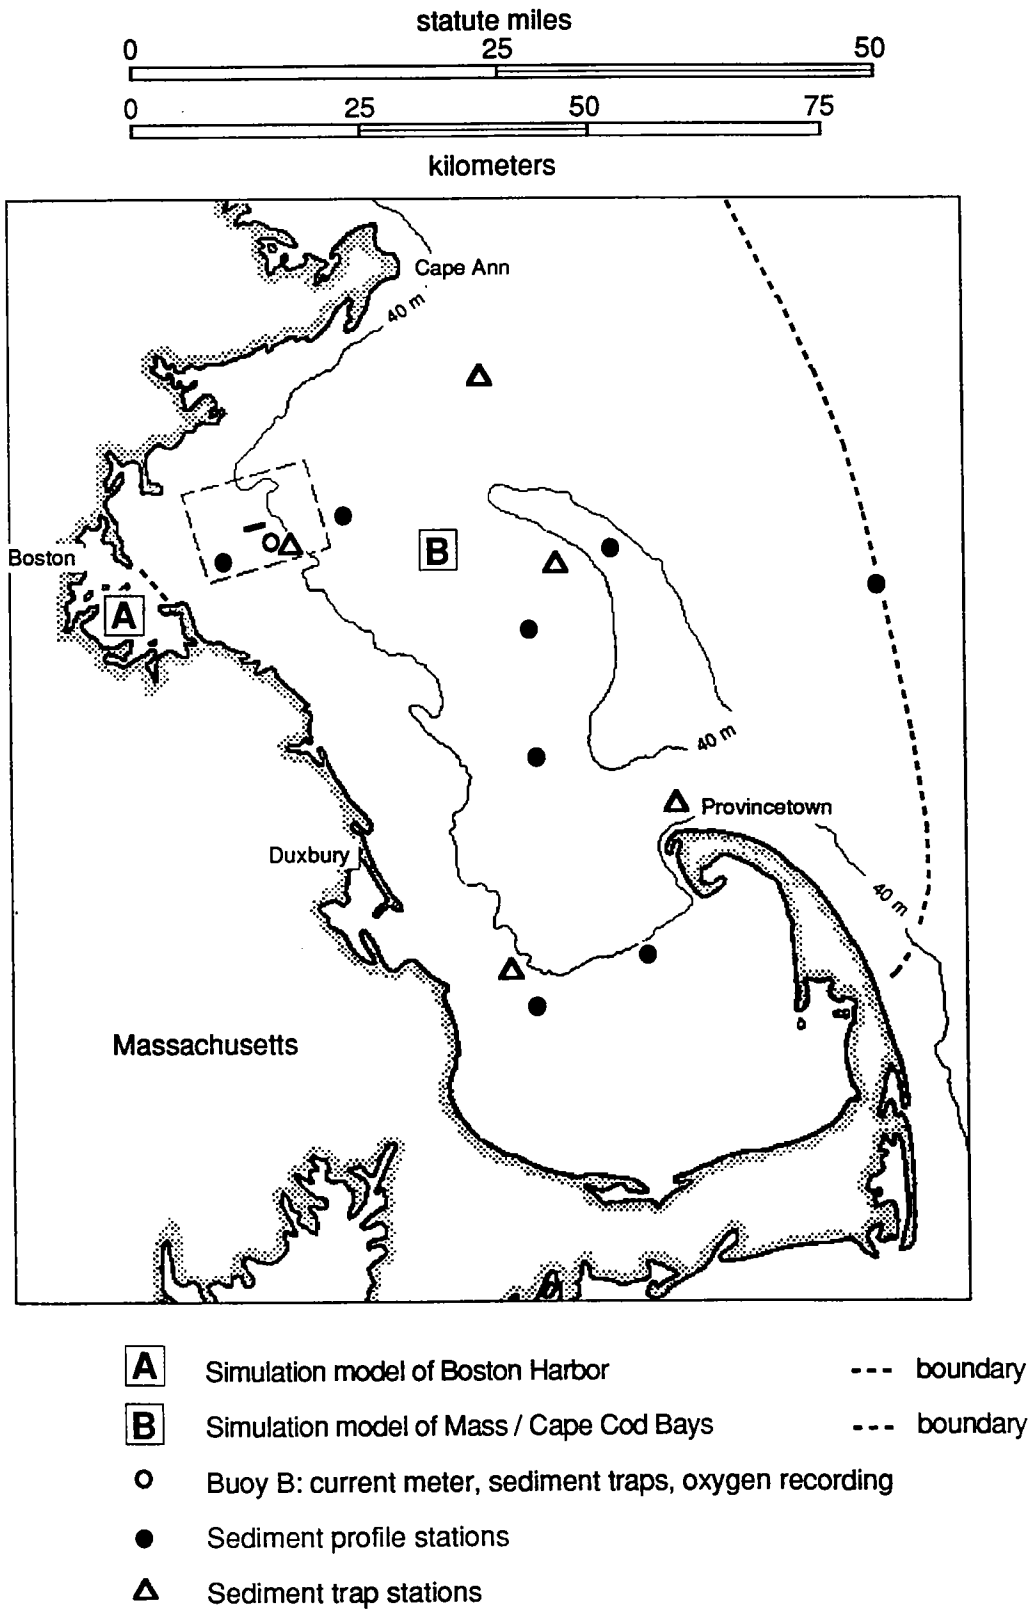 statute miles
0 25 50
0 25 50 75
kilometers
Cape Ann
40 m
Boston
B
A
40 m
Provincetown
Duxbury
40 m
Massachusetts
A Simulation model of Boston Harbor --- boundary
B Simulation model of Mass / Cape Cod Bays --- boundary
Buoy B: current meter, sediment traps, oxygen recording
Sediment profile stations
Sediment trap stations